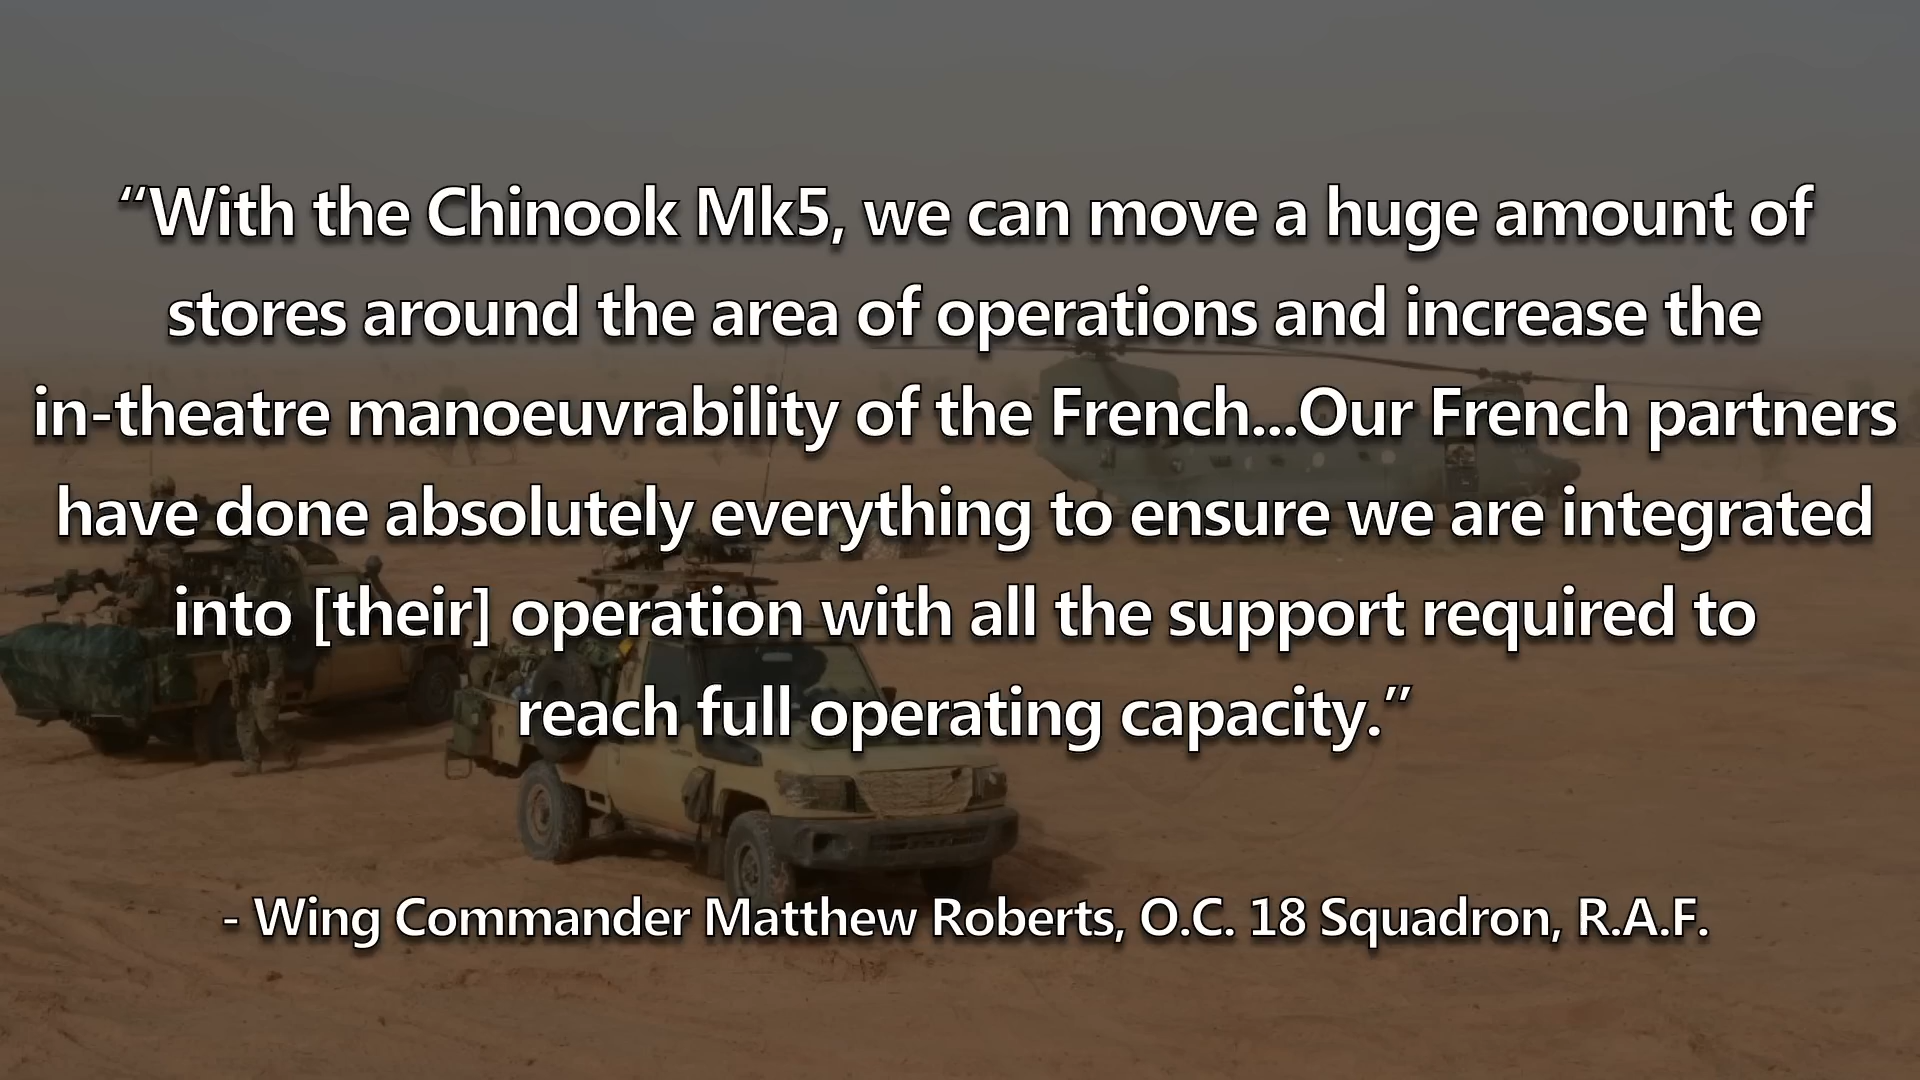 “With the Chinook Mk5, we can move a huge amount of
stores around the area of operations and increase the
in-theatre manoeuvrability of the French...Our French partners
have done absolutely everything to ensure we are integrated
into [their] operation with all the support required to
reach full operating capacity.”
- Wing Commander Matthew Roberts, O.C. 18 Squadron, R.A.F.